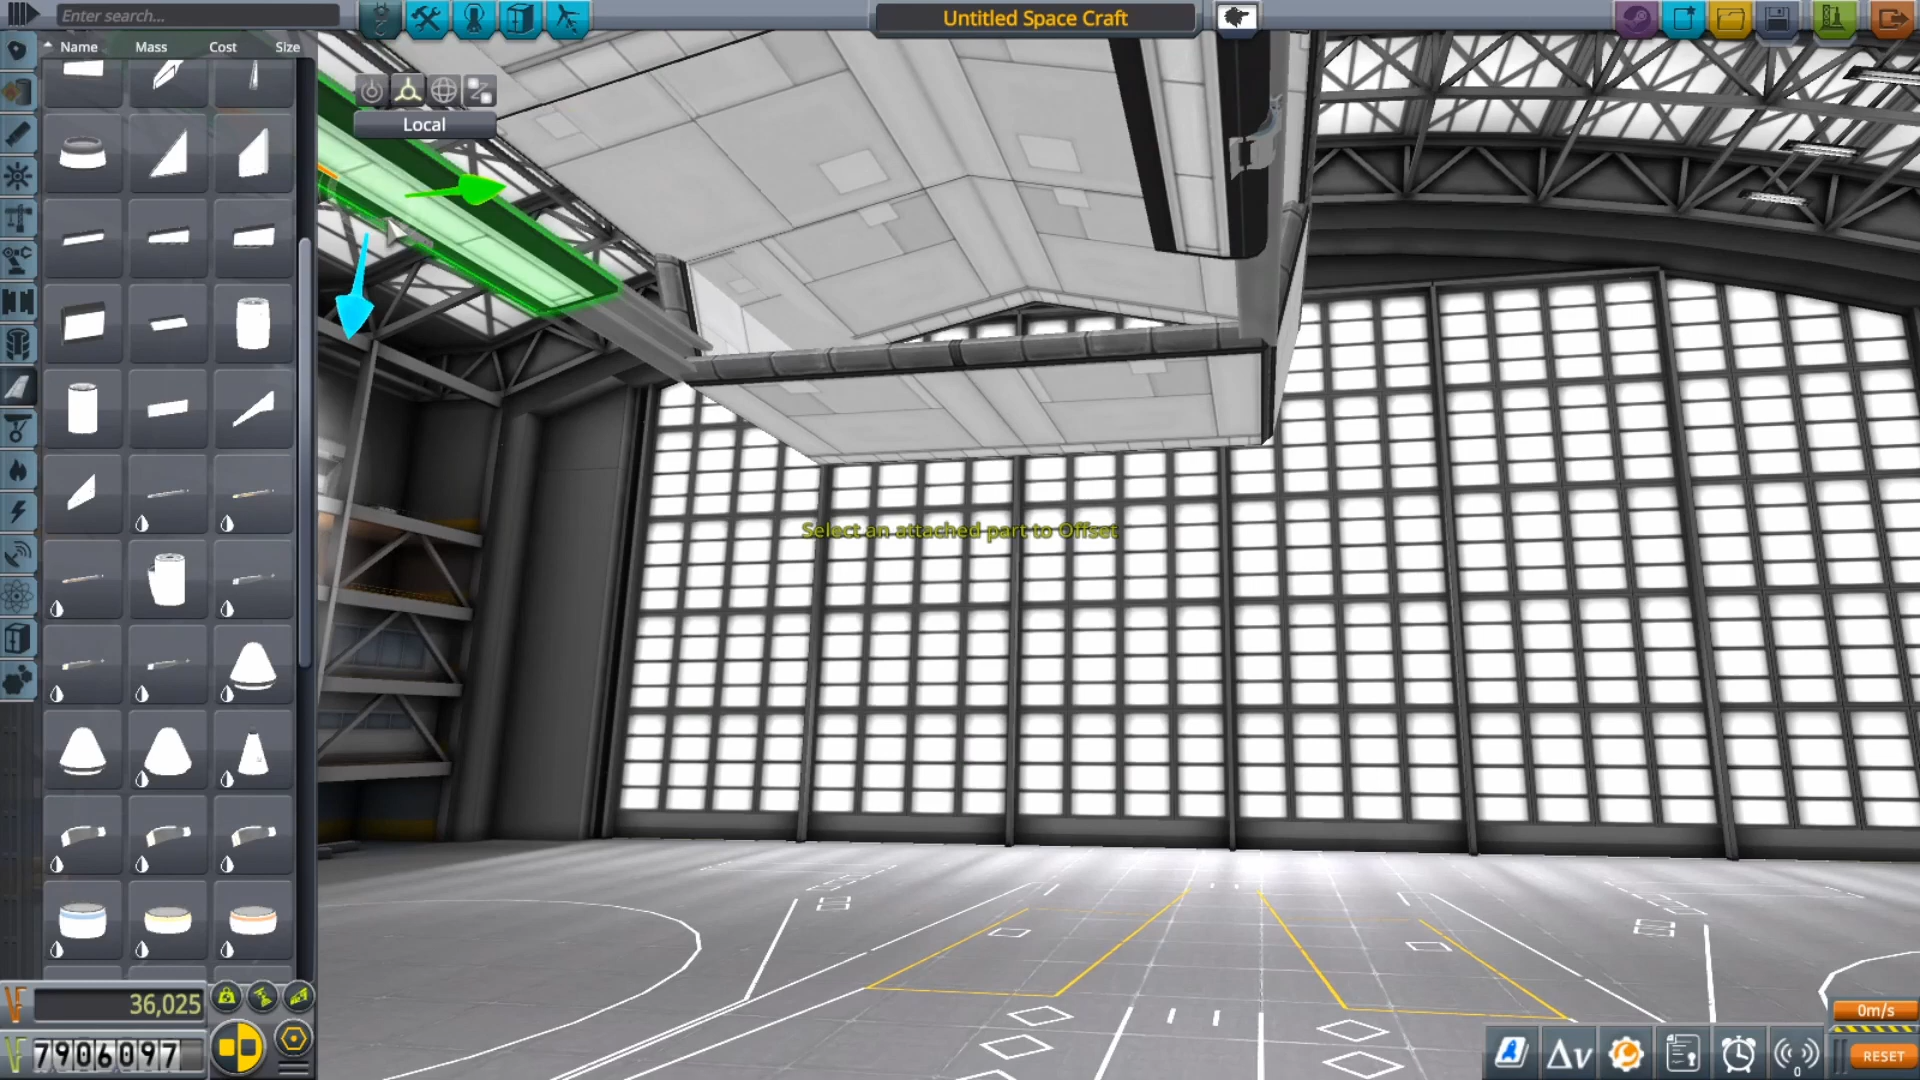 Enter search...
Untitled Space Craft
Name Mass Cost Size
Local
Select an attached part to Offset
36,025
7906097
0m/s
Δv
0
RESET